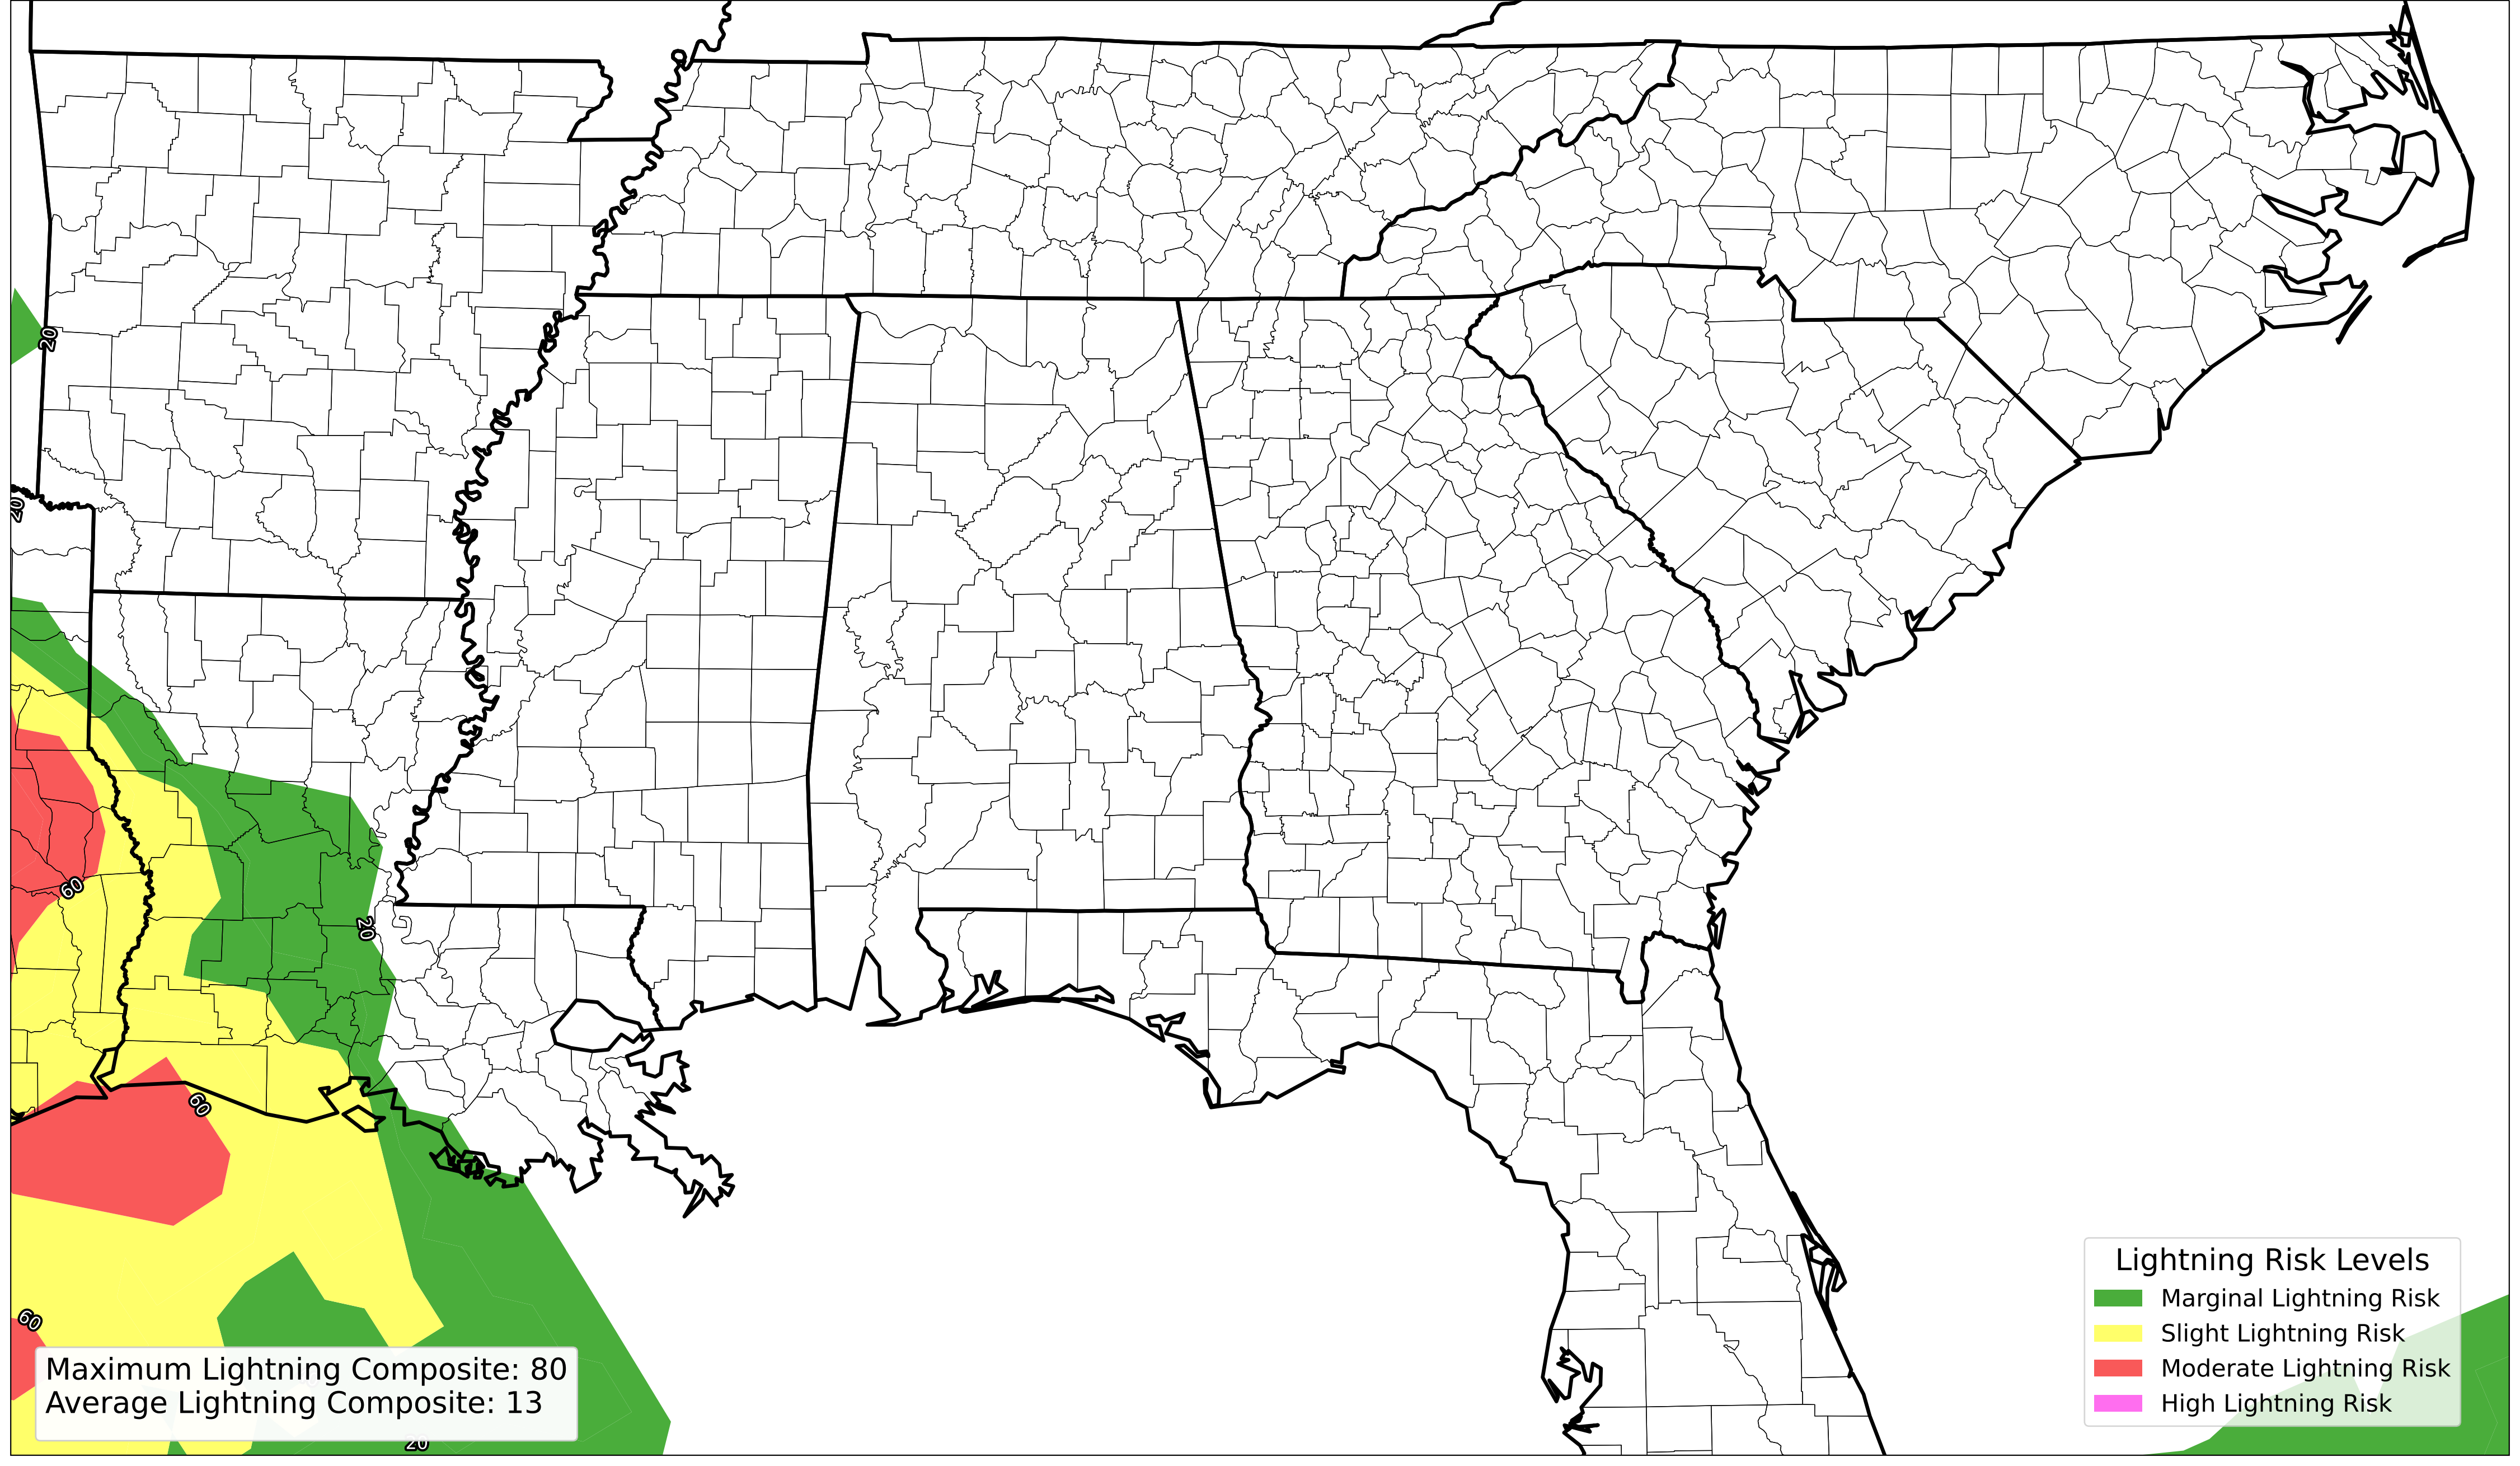 20
20
60
20
60
60
20
Maximum Lightning Composite: 80
Average Lightning Composite: 13
Lightning Risk Levels
Marginal Lightning Risk
Slight Lightning Risk
Moderate Lightning Risk
High Lightning Risk